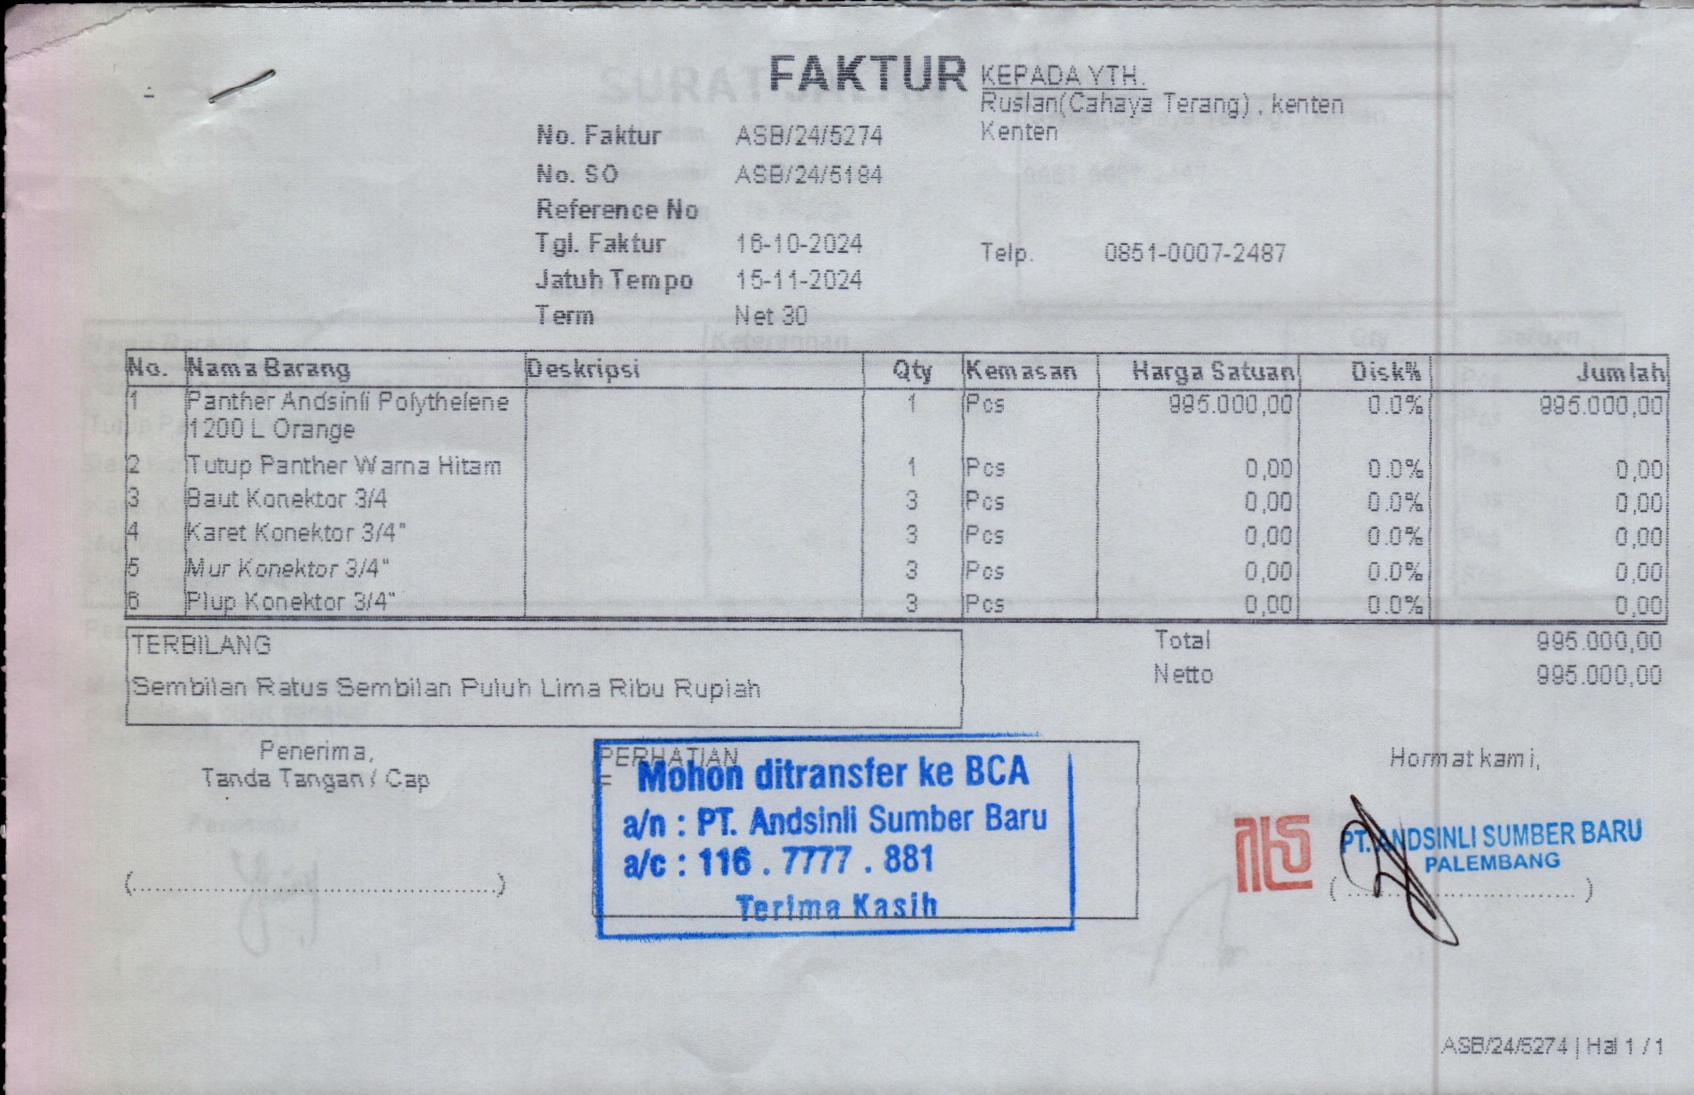 FAKTUR
KEPADA YTH.
Ruslan(Cahaya Terang) , kenten
Kenten
No. Faktur ASB/24/5274
No. SO ASB/24/5184
Reference No
Tgl. Faktur 16-10-2024
Telp. 0851-0007-2487
Jatuh Tempo 15-11-2024
Term Net 30
No. Nama Barang Deskripsi Qty Kemasan Harga Satuan Disk% Jumlah
1 Panther Andsinli Polythelene 1 Pcs 995.000,00 0.0% 995.000,00
1200 L Orange
2 Tutup Panther Warna Hitam 1 Pcs 0,00 0.0% 0,00
3 Baut Konektor 3/4 3 Pcs 0,00 0.0% 0,00
4 Karet Konektor 3/4" 3 Pcs 0,00 0.0% 0,00
5 Mur Konektor 3/4" 3 Pcs 0,00 0.0% 0,00
6 Plup Konektor 3/4" 3 Pcs 0,00 0.0% 0,00
TERBILANG
Sembilan Ratus Sembilan Puluh Lima Ribu Rupiah
Total 995.000,00
Netto 995.000,00
Penerima,
Tanda Tangan / Cap
(..................................................)
PERHATIAN
Mohon ditransfer ke BCA
a/n : PT. Andsinli Sumber Baru
a/c : 116 . 7777 . 881
Terima Kasih
Hormat kami,
PT. ANDSINLI SUMBER BARU
PALEMBANG
(................................)
ASB/24/5274 | Hal 1 / 1